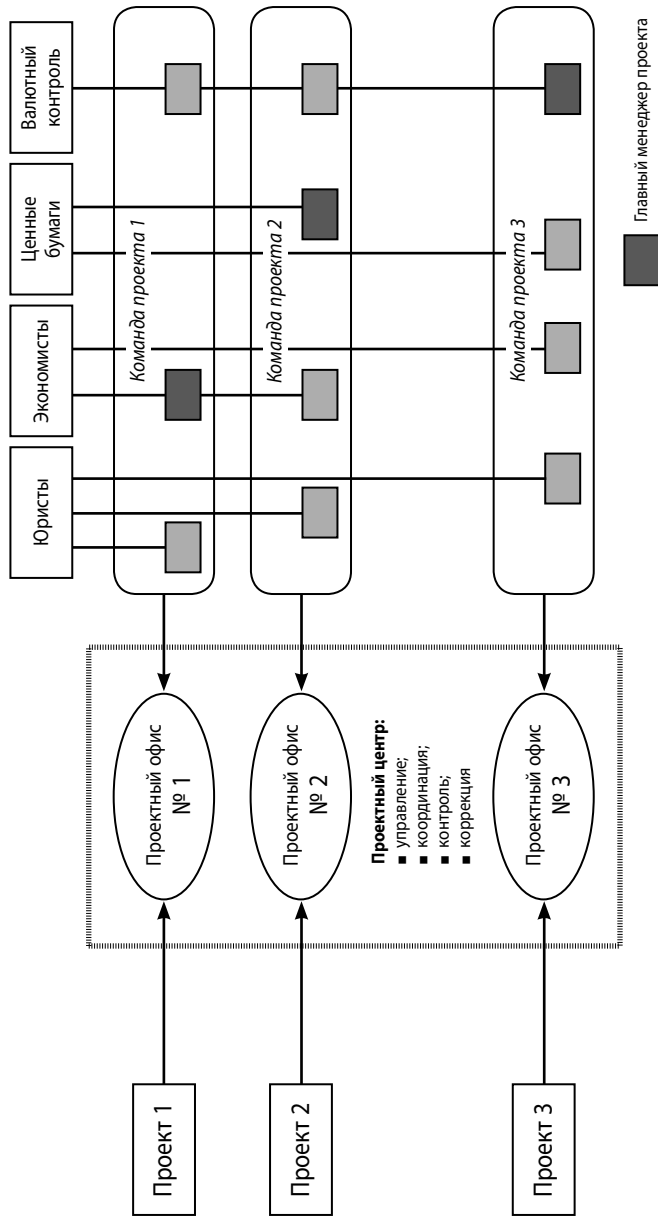 Юристы
Экономисты
Ценные
бумаги
Валютный
контроль
Проект 1
Проектный офис
№ 1
Команда проекта 1
Проект 2
Проектный офис
№ 2
Команда проекта 2
Проектный центр:
■ управление;
■ координация;
■ контроль;
■ коррекция
Проект 3
Проектный офис
№ 3
Команда проекта 3
Главный менеджер проекта